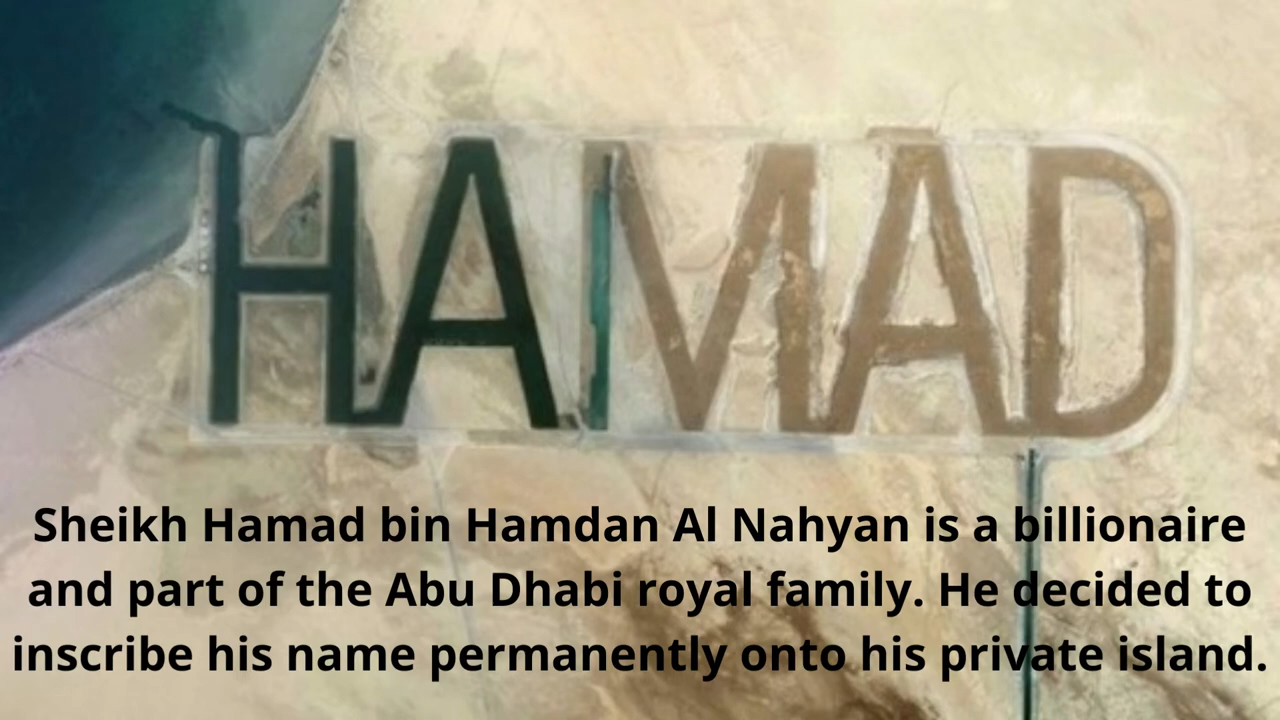 HAMAD
Sheikh Hamad bin Hamdan Al Nahyan is a billionaire
and part of the Abu Dhabi royal family. He decided to
inscribe his name permanently onto his private island.